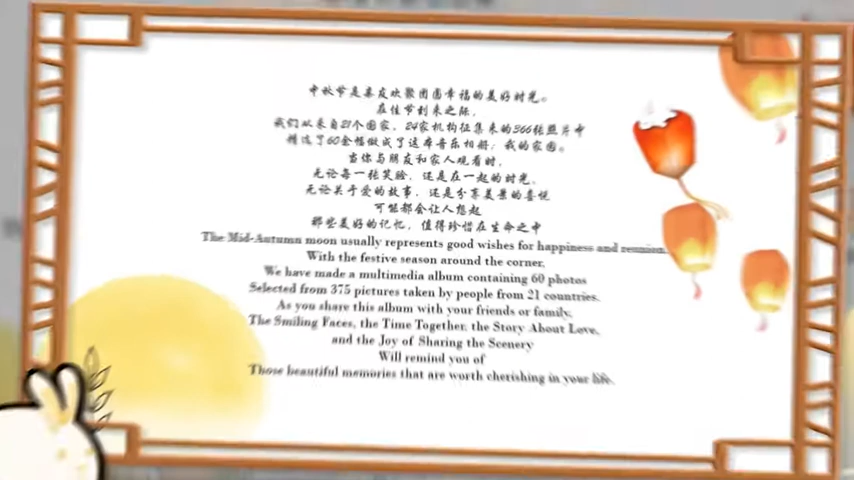 中秋节是亲友欢聚团圆幸福的美好时光。
在佳节到来之际，
我们从来自21个国家，24家机构征集来的366张照片中
精选了60余幅做成了这本音乐相册：我的家园。
当你与朋友和家人观看时，
无论每一张笑脸，还是在一起的时光，
无论关于爱的故事，还是分享美景的喜悦
可能都会让人想起
那些美好的记忆，值得珍惜在生命之中
The Mid-Autumn moon usually represents good wishes for happiness and reunion.
With the festive season around the corner,
We have made a multimedia album containing 60 photos
Selected from 375 pictures taken by people from 21 countries.
As you share this album with your friends or family,
The Smiling Faces, the Time Together, the Story About Love,
and the Joy of Sharing the Scenery
Will remind you of
Those beautiful memories that are worth cherishing in your life.